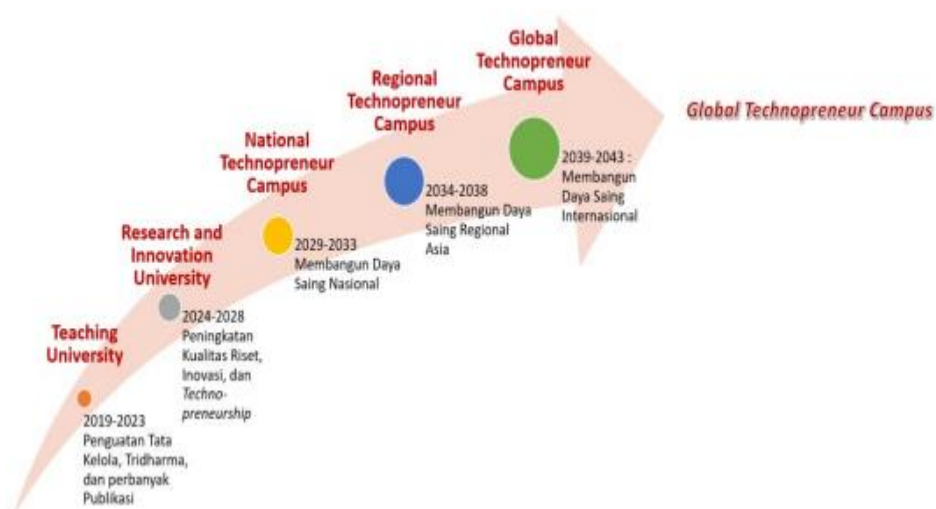 Teaching
University
2019-2023
Penguatan Tata
Kelola, Tridharma,
dan perbanyak
Publikasi
Research and
Innovation
University
2024-2028
Peningkatan
Kualitas Riset,
Inovasi, dan
Techno-
preneurship
National
Technopreneur
Campus
2029-2033
Membangun Daya
Saing Nasional
Regional
Technopreneur
Campus
2034-2038
Membangun Daya
Saing Regional
Asia
Global
Technopreneur
Campus
2039-2043 :
Membangun
Daya Saing
Internasional
Global Technopreneur Campus